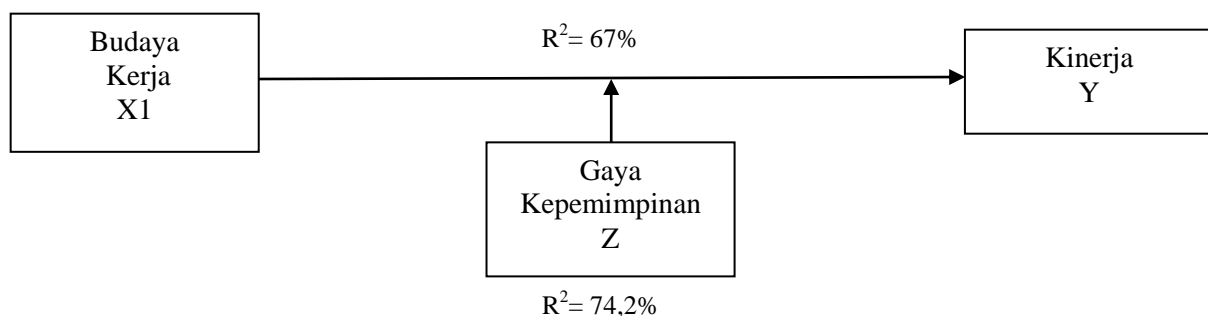 Budaya
Kerja
X1
R²= 67%
Kinerja
Y
Gaya
Kepemimpinan
Z
R²= 74,2%